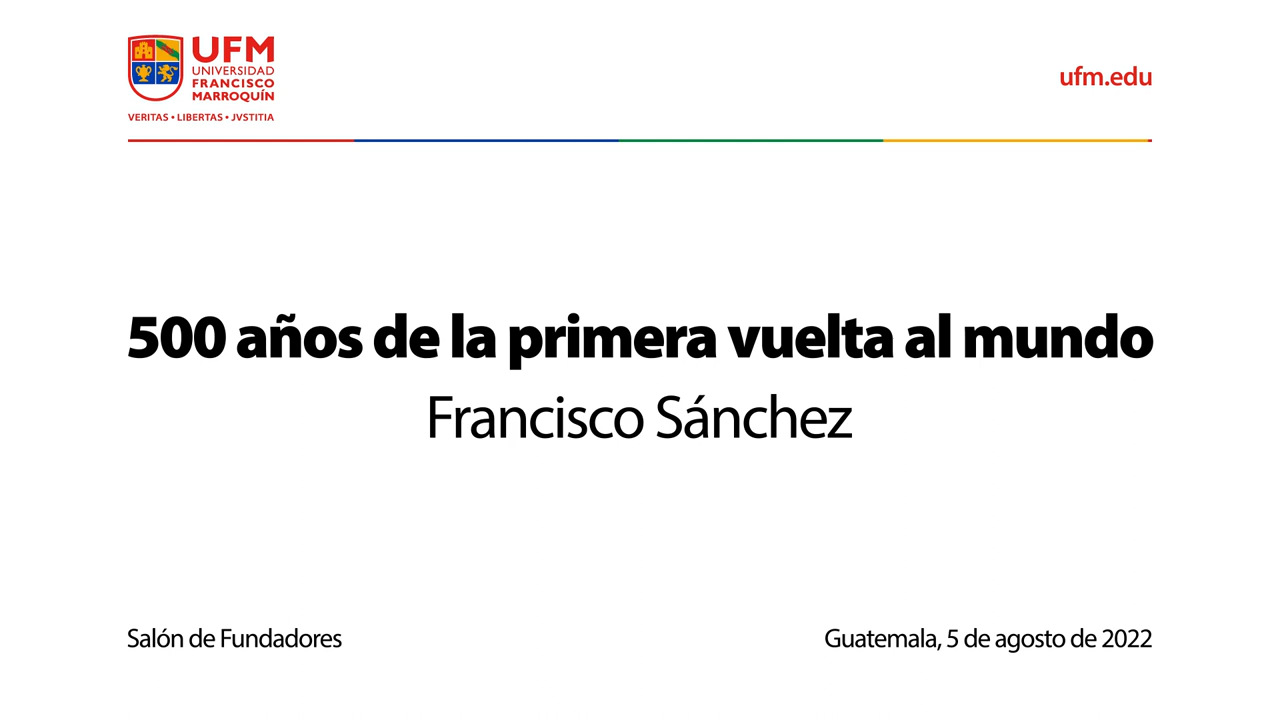 UFM
UNIVERSIDAD
FRANCISCO
MARROQUÍN
VERITAS • LIBERTAS • JVSTITIA
ufm.edu
500 años de la primera vuelta al mundo
Francisco Sánchez
Salón de Fundadores
Guatemala, 5 de agosto de 2022